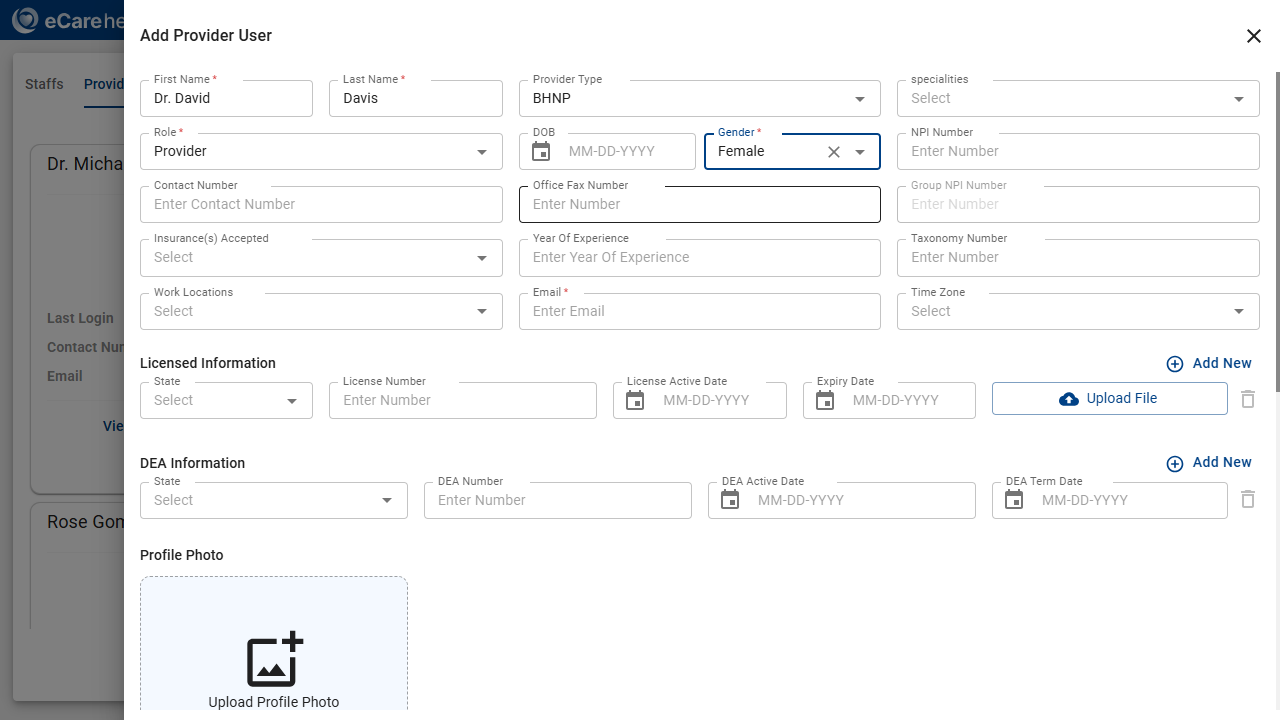 eCare he
Add Provider User
Staffs
Provid
First Name *
Dr. David
Last Name *
Davis
Provider Type
BHNP
specialities
Select
Role *
Provider
DOB
MM-DD-YYYY
Gender *
Female
NPI Number
Enter Number
Dr. Micha
Contact Number
Enter Contact Number
Office Fax Number
Enter Number
Group NPI Number
Enter Number
Insurance(s) Accepted
Select
Year Of Experience
Enter Year Of Experience
Taxonomy Number
Enter Number
Work Locations
Select
Email *
Enter Email
Time Zone
Select
Last Login
Contact Nur
Email
Vie
Licensed Information
Add New
State
Select
License Number
Enter Number
License Active Date
MM-DD-YYYY
Expiry Date
MM-DD-YYYY
Upload File
DEA Information
Add New
State
Select
DEA Number
Enter Number
DEA Active Date
MM-DD-YYYY
DEA Term Date
MM-DD-YYYY
Rose Gom
Profile Photo
Upload Profile Photo